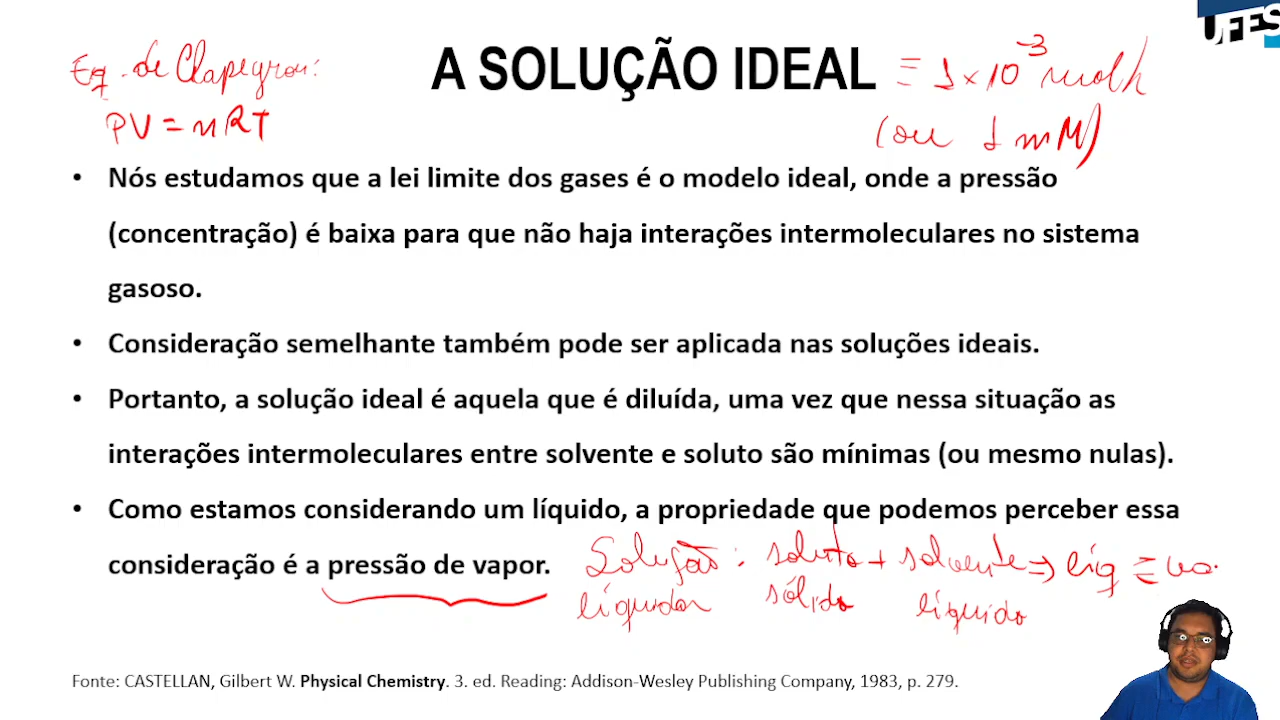 UFES
Eq. de Clapeyron:
A SOLUÇÃO IDEAL
≡ 1 × 10⁻³ mol/L
PV = nRT
(ou 1 mM)
• Nós estudamos que a lei limite dos gases é o modelo ideal, onde a pressão
(concentração) é baixa para que não haja interações intermoleculares no sistema
gasoso.
• Consideração semelhante também pode ser aplicada nas soluções ideais.
• Portanto, a solução ideal é aquela que é diluída, uma vez que nessa situação as
interações intermoleculares entre solvente e soluto são mínimas (ou mesmo nulas).
• Como estamos considerando um líquido, a propriedade que podemos perceber essa
consideração é a pressão de vapor.
Solução: soluto + solvente ⇒ líq ⇌
líquida sólido líquido
Fonte: CASTELLAN, Gilbert W. Physical Chemistry. 3. ed. Reading: Addison-Wesley Publishing Company, 1983, p. 279.